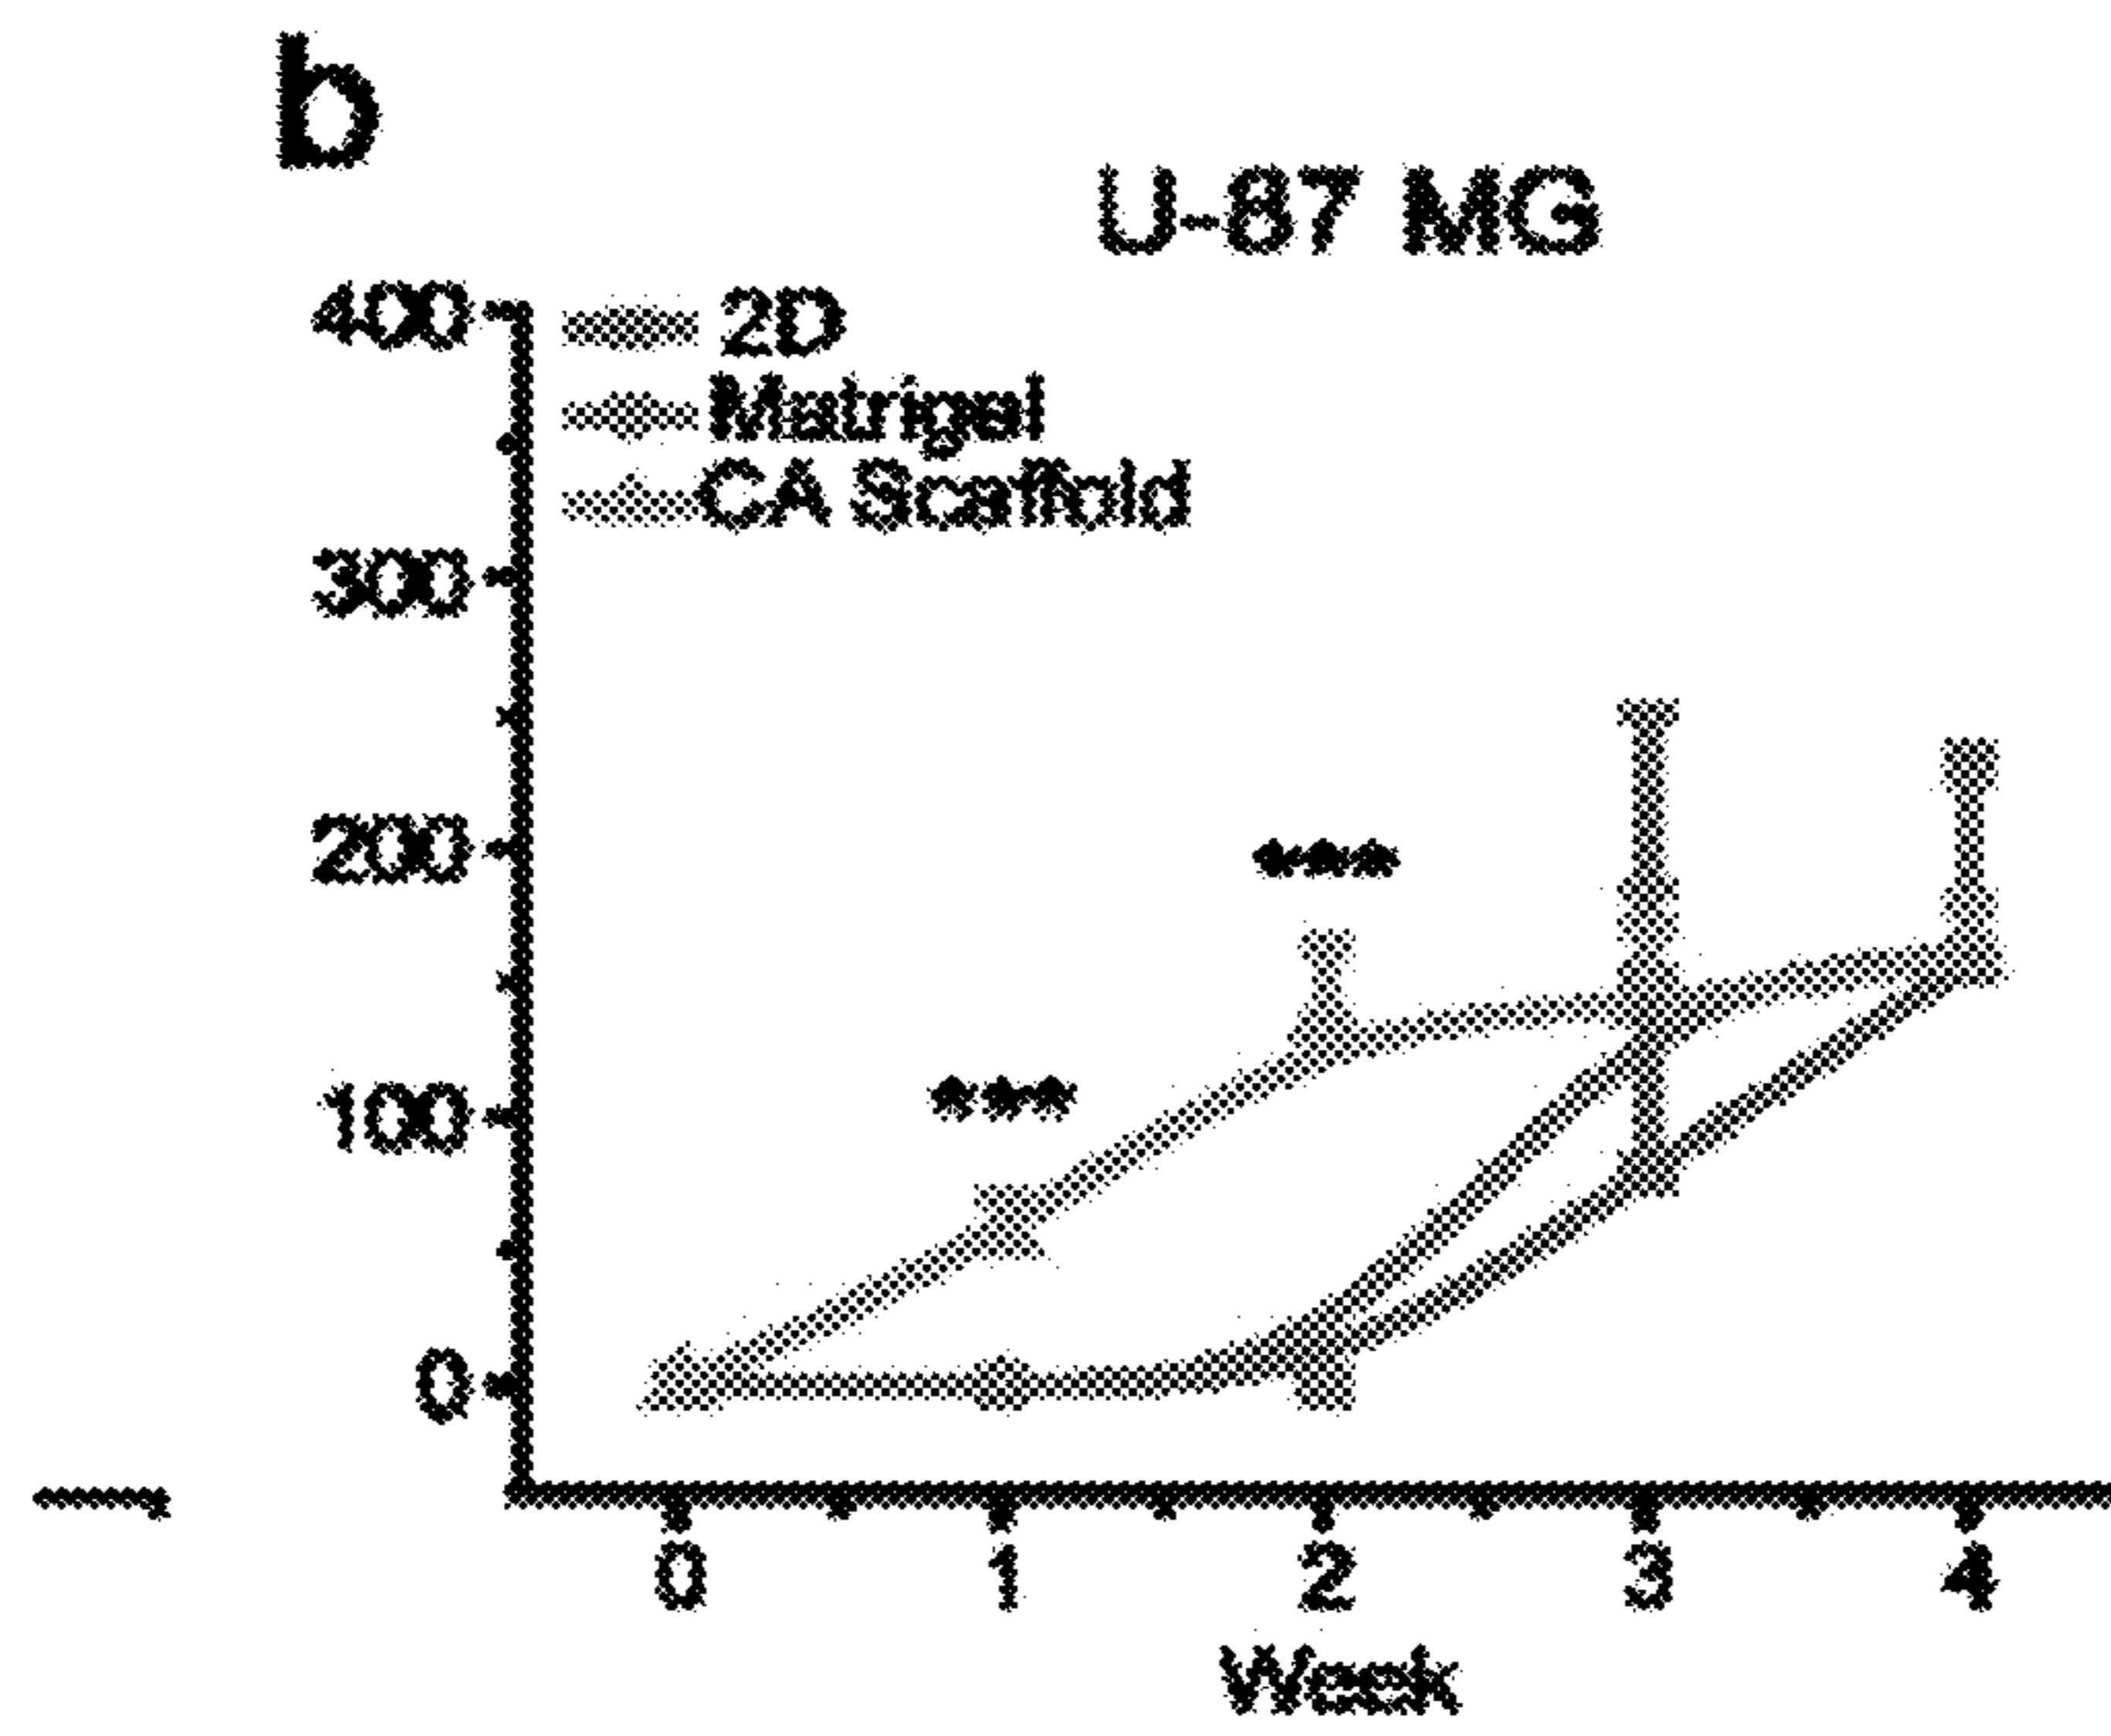 b
U-87 MG
400
2D
Matrigel
CA Scaffold
300
200
***
100
***
0
0 1 2 3 4
Week